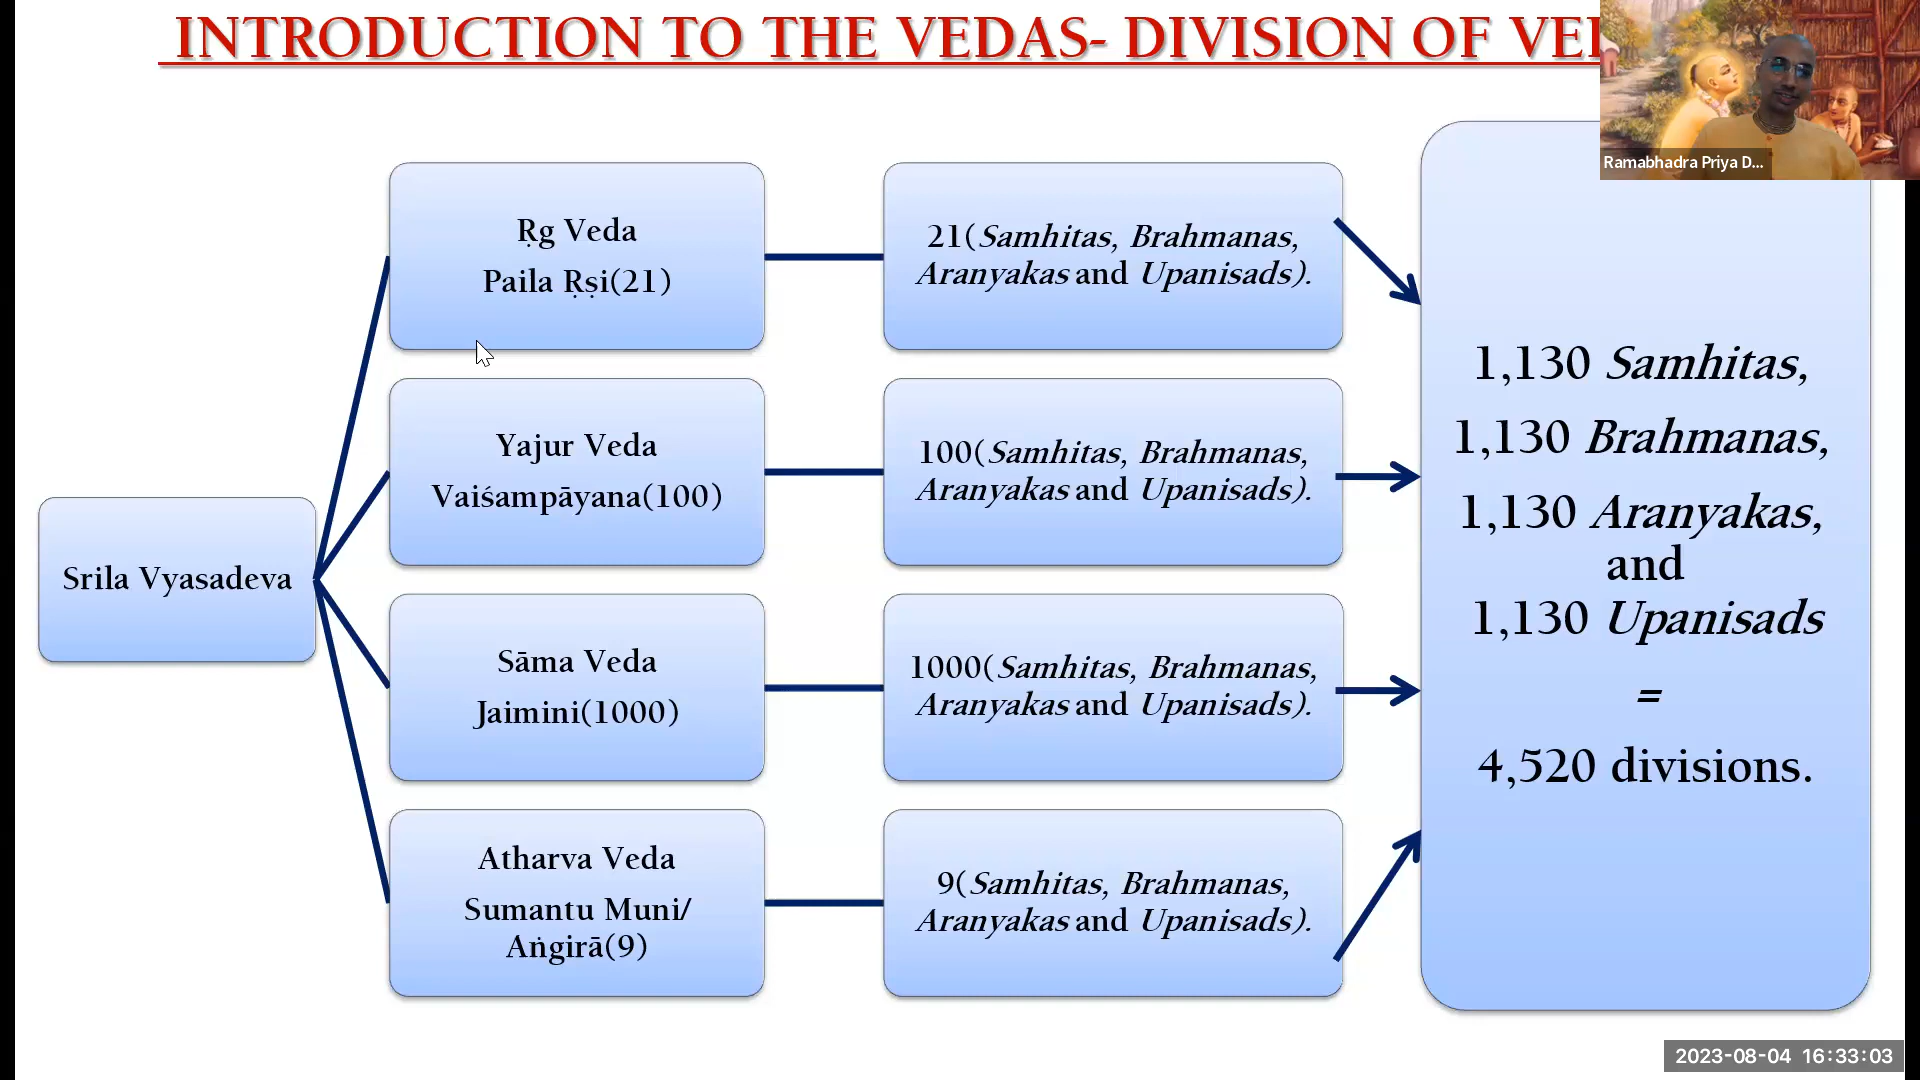 INTRODUCTION TO THE VEDAS- DIVISION OF
Ramabhadra Priya D...
Ṛg Veda
Paila Ṛṣi(21)
21(Samhitas, Brahmanas,
Aranyakas and Upanisads).
Yajur Veda
Vaiśampāyana(100)
100(Samhitas, Brahmanas,
Aranyakas and Upanisads).
Srila Vyasadeva
Sāma Veda
Jaimini(1000)
1000(Samhitas, Brahmanas,
Aranyakas and Upanisads).
Atharva Veda
Sumantu Muni/
Aṅgirā(9)
9(Samhitas, Brahmanas,
Aranyakas and Upanisads).
1,130 Samhitas,
1,130 Brahmanas,
1,130 Aranyakas,
and
1,130 Upanisads
=
4,520 divisions.
2023-08-04 16:33:03